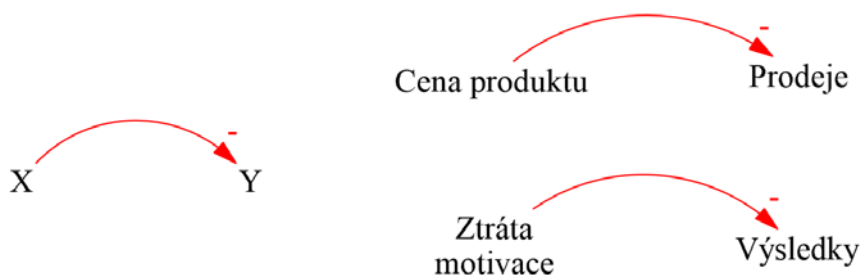 -
Cena produktu
Prodeje
-
X
Y
-
Ztráta
motivace
Výsledky